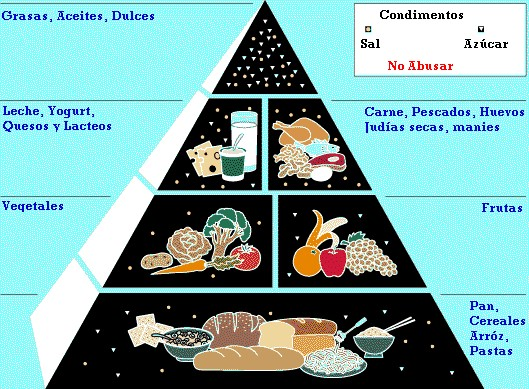 Grasas, Aceites, Dulces
Condimentos
Sal
Azúcar
No Abusar
Leche, Yogurt,
Quesos y Lacteos
Carne, Pescados, Huevos
Judías secas, manies
Vegetales
Frutas
Pan,
Cereales
Arróz,
Pastas